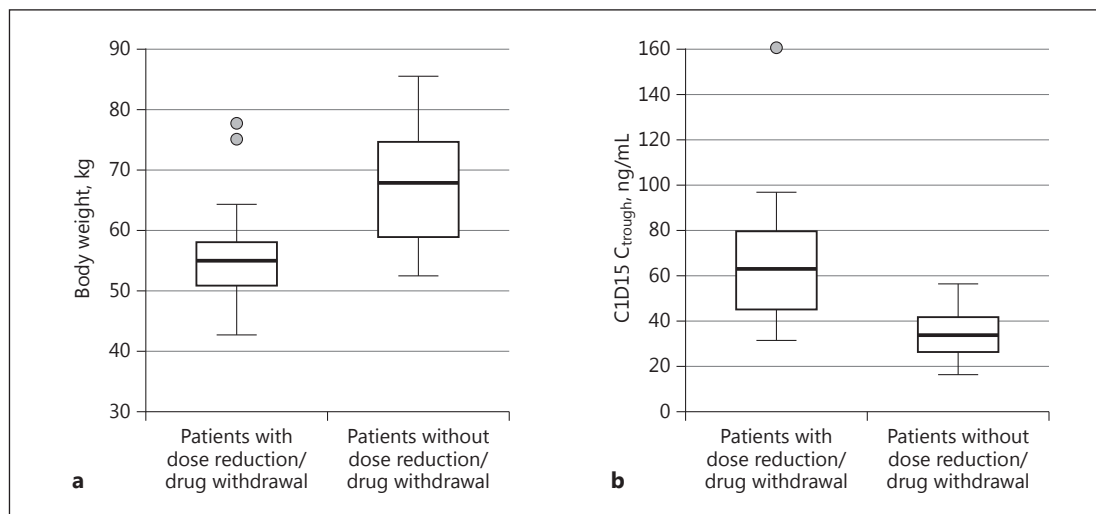 90
80
70
60
50
40
30
Body weight, kg
Patients with
dose reduction/
drug withdrawal
Patients without
dose reduction/
drug withdrawal
a
160
140
120
100
80
60
40
20
0
C1D15 Ctrough, ng/mL
Patients with
dose reduction/
drug withdrawal
Patients without
dose reduction/
drug withdrawal
b